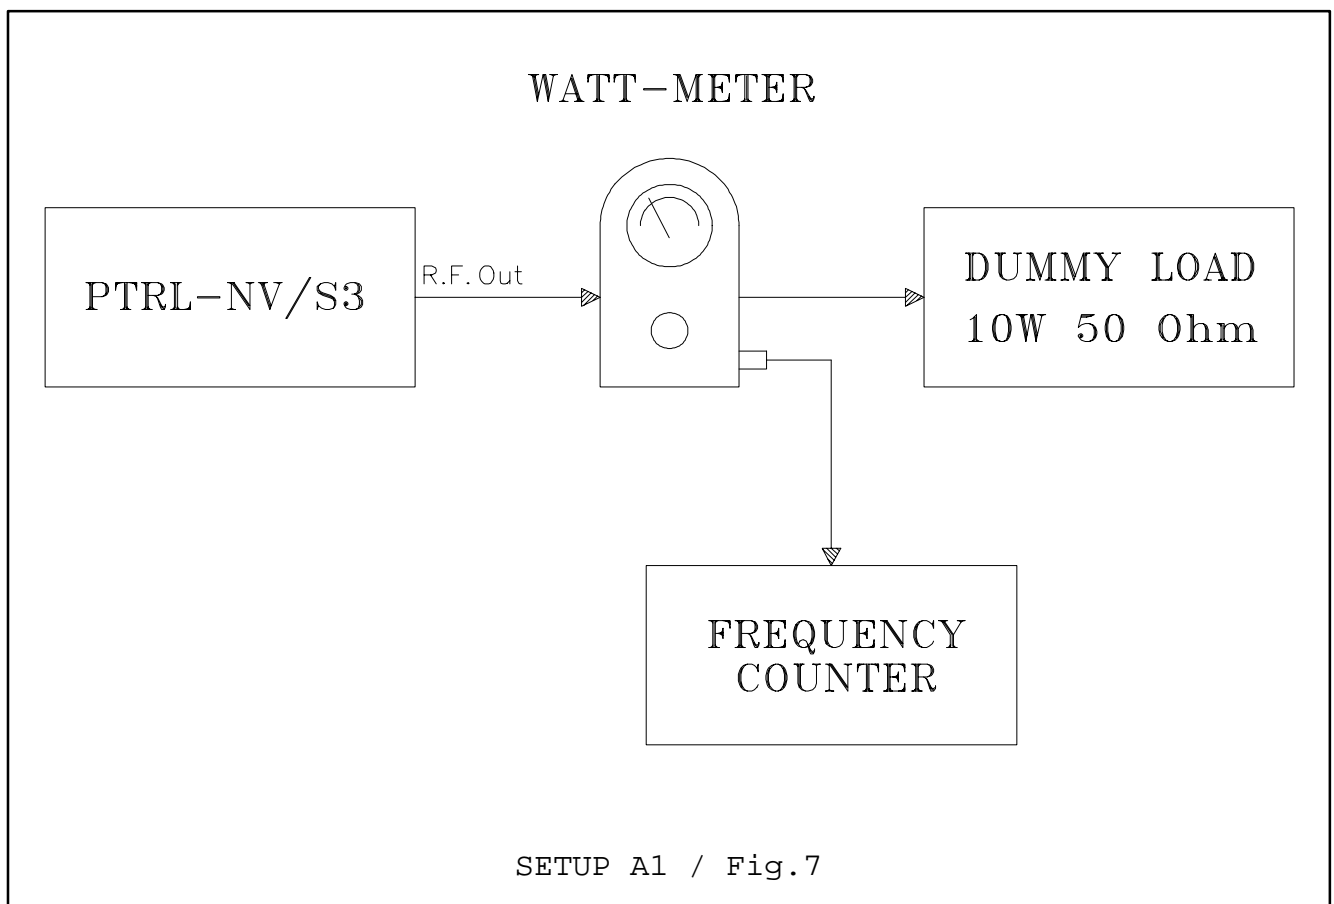 WATT-METER
PTRL-NV/S3
R.F. Out
DUMMY LOAD
10W 50 Ohm
FREQUENCY
COUNTER
SETUP A1 / Fig.7